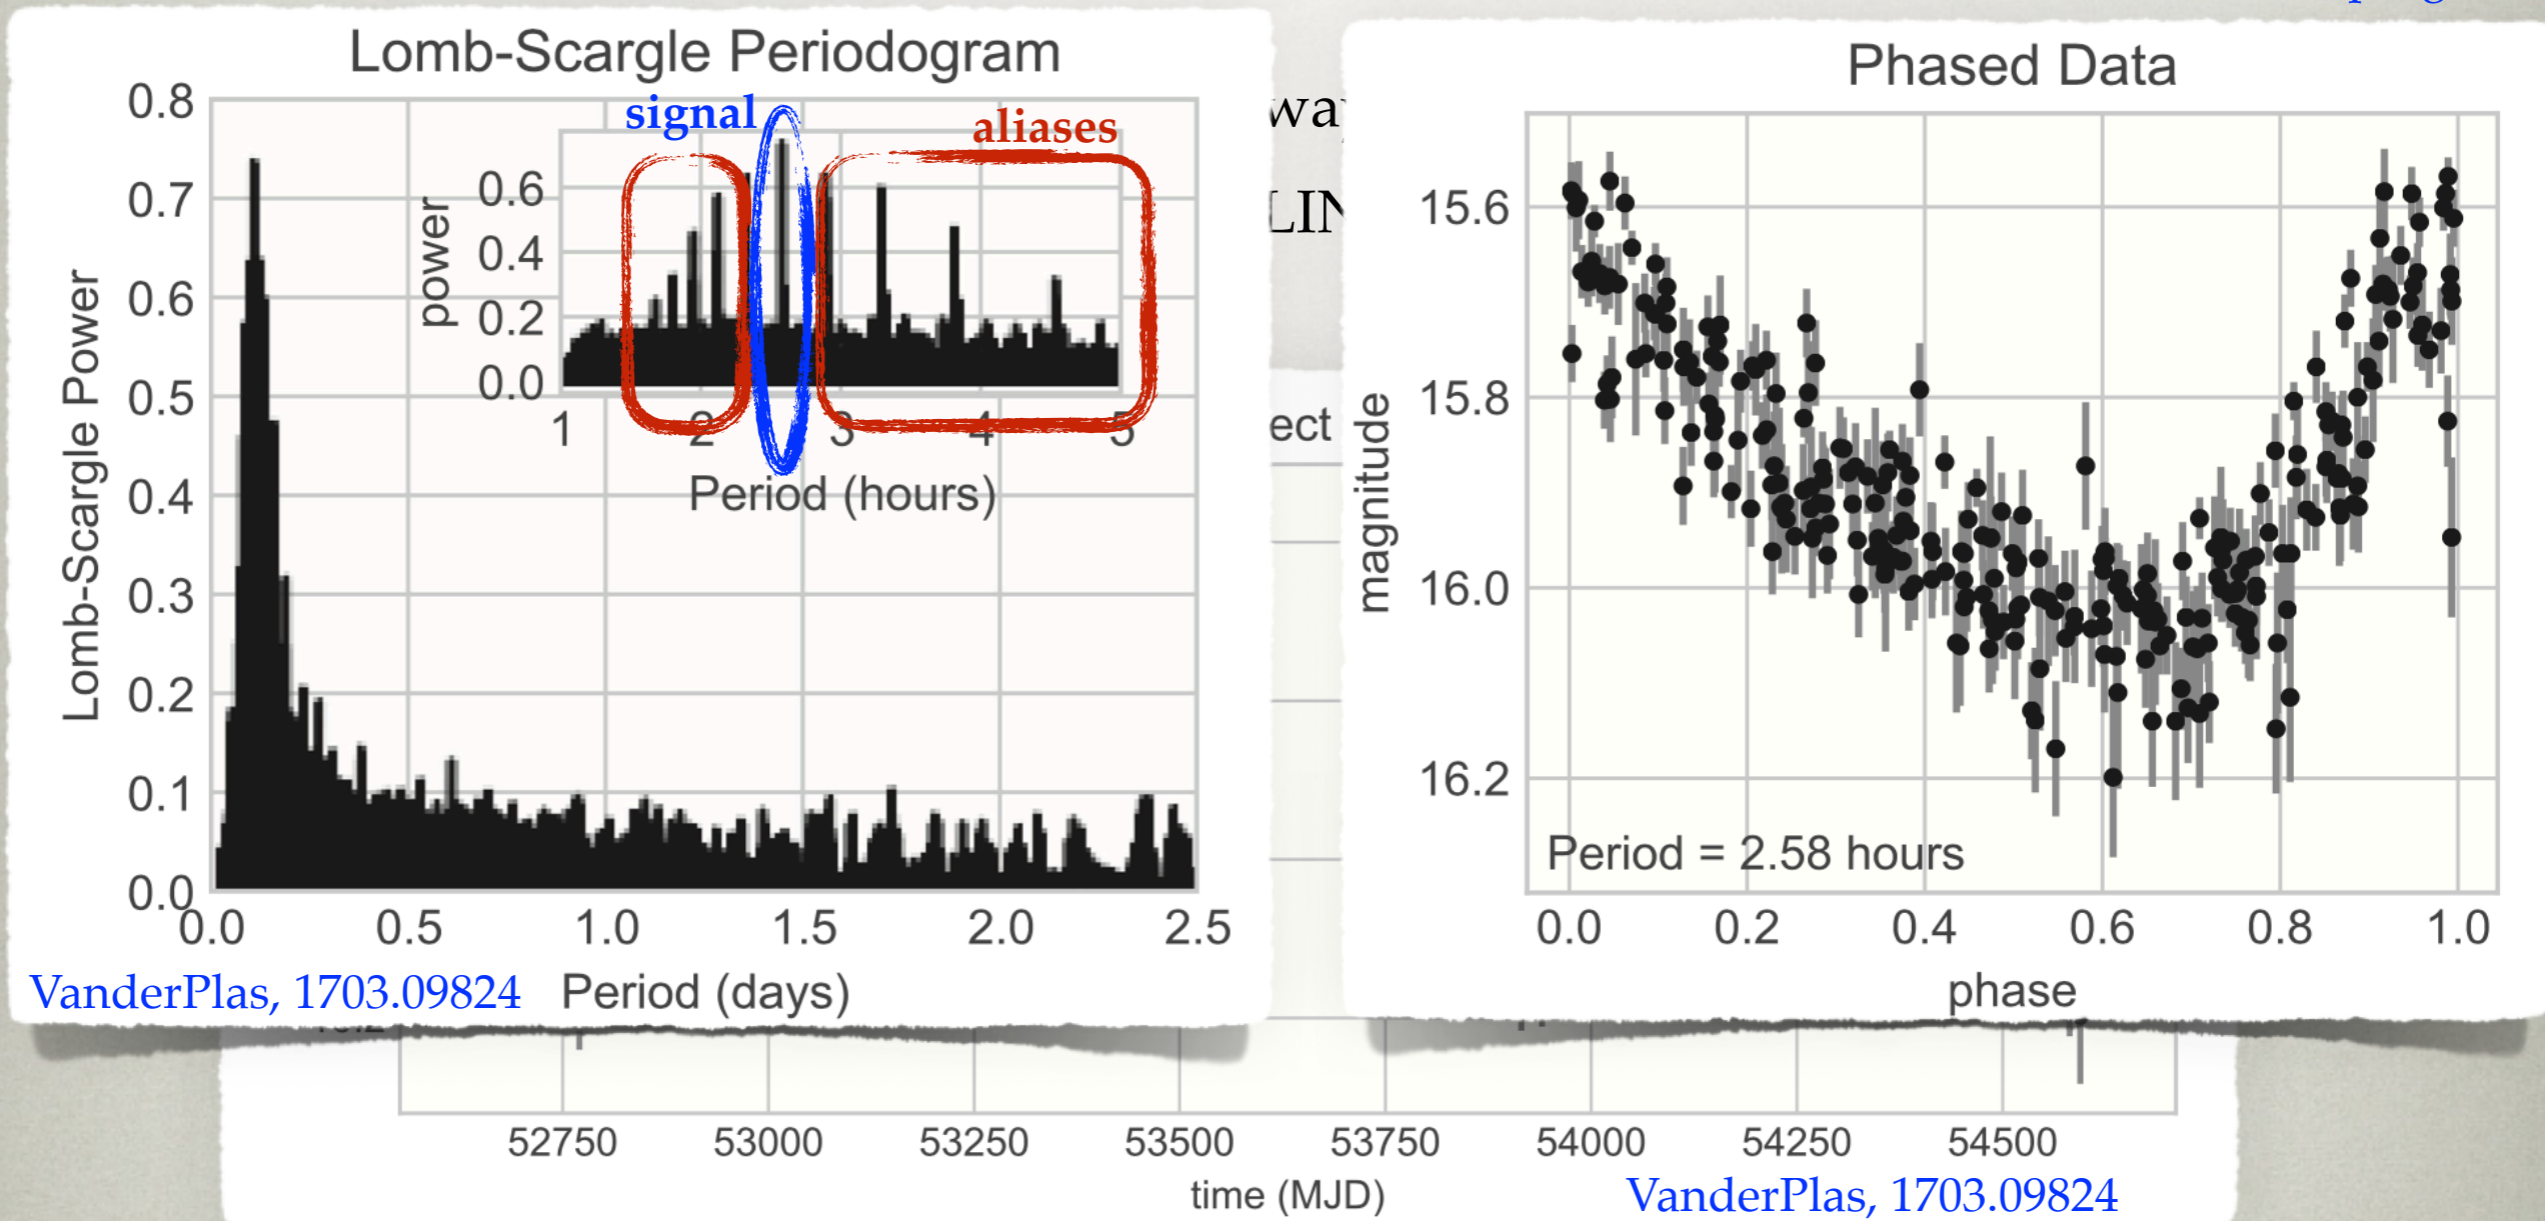 Lomb-Scargle Periodogram
signal
aliases
0.8
0.7
0.6
0.5
0.4
0.3
0.2
0.1
0.0
Lomb-Scargle Power
0.6
0.4
0.2
0.0
power
1 2 3 4 5
Period (hours)
0.0 0.5 1.0 1.5 2.0 2.5
VanderPlas, 1703.09824
Period (days)
Phased Data
15.6
15.8
16.0
16.2
magnitude
Period = 2.58 hours
0.0 0.2 0.4 0.6 0.8 1.0
phase
52750 53000 53250 53500 53750 54000 54250 54500
time (MJD)
VanderPlas, 1703.09824